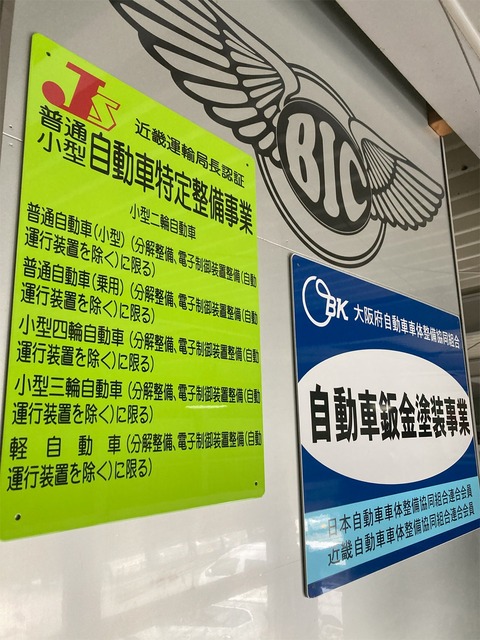 BIC
JS
近畿運輸局長認証
普通
小型
自動車特定整備事業
小型二輪自動車
普通自動車(小型)(分解整備、電子制御装置整備(自動
運行装置を除く)に限る)
普通自動車(乗用)(分解整備、電子制御装置整備(自動
運行装置を除く)に限る)
小型四輪自動車(分解整備、電子制御装置整備(自動
運行装置を除く)に限る)
小型三輪自動車(分解整備、電子制御装置整備(自動
運行装置を除く)に限る)
軽自動車(分解整備、電子制御装置整備(自動
運行装置を除く)に限る)
OBK 大阪府自動車車体整備協同組合
自動車鈑金塗装事業
日本自動車車体整備協同組合連合会会員
近畿自動車車体整備協同組合連合会会員